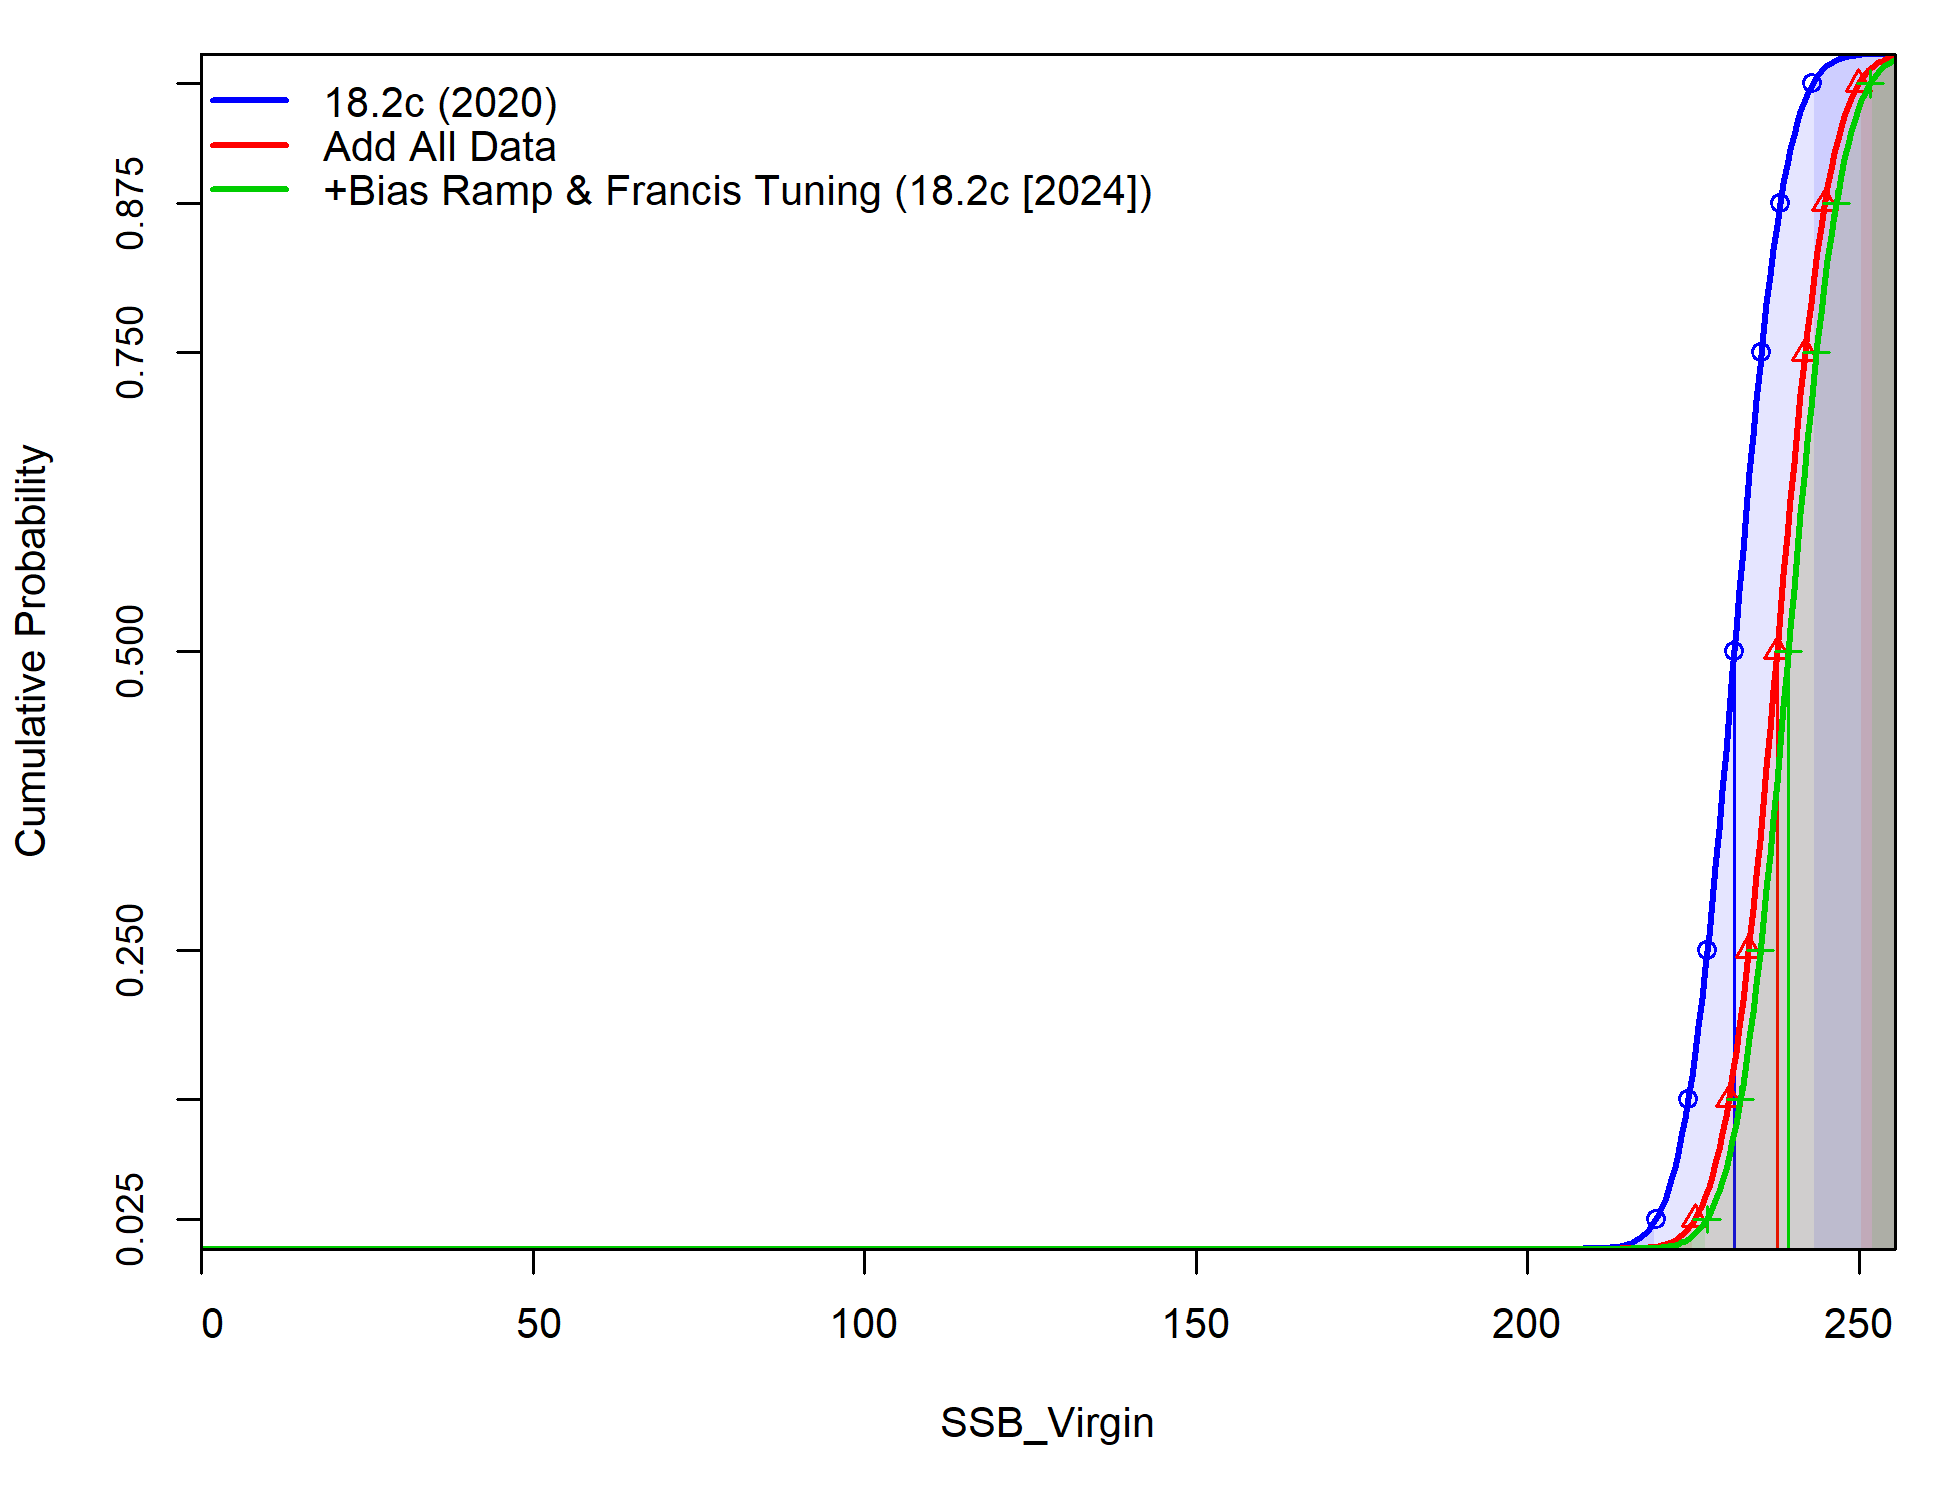 18.2c (2020)
Add All Data
+Bias Ramp & Francis Tuning (18.2c [2024])
Cumulative Probability
0.875
0.750
0.500
0.250
0.025
0 50 100 150 200 250
SSB_Virgin